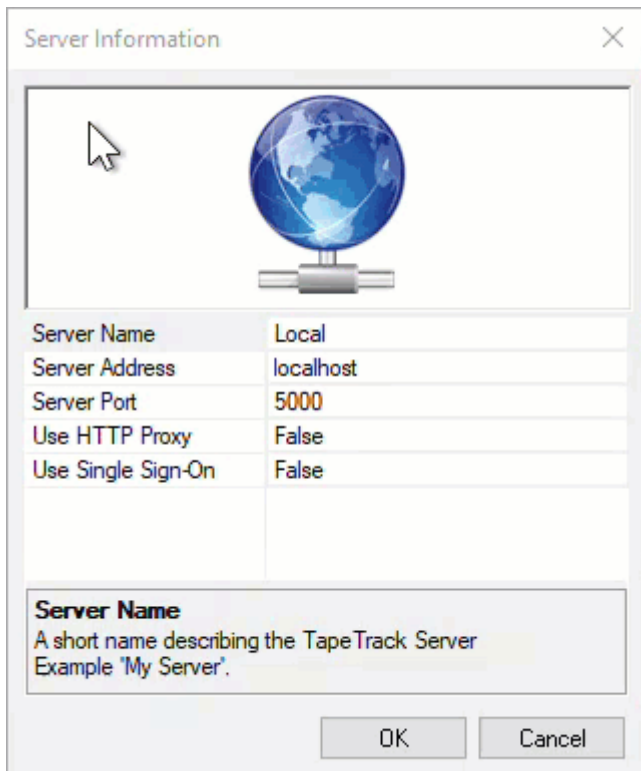 Server Information
Server Name Local
Server Address localhost
Server Port 5000
Use HTTP Proxy False
Use Single Sign-On False
Server Name
A short name describing the TapeTrack Server
Example 'My Server'.
OK Cancel